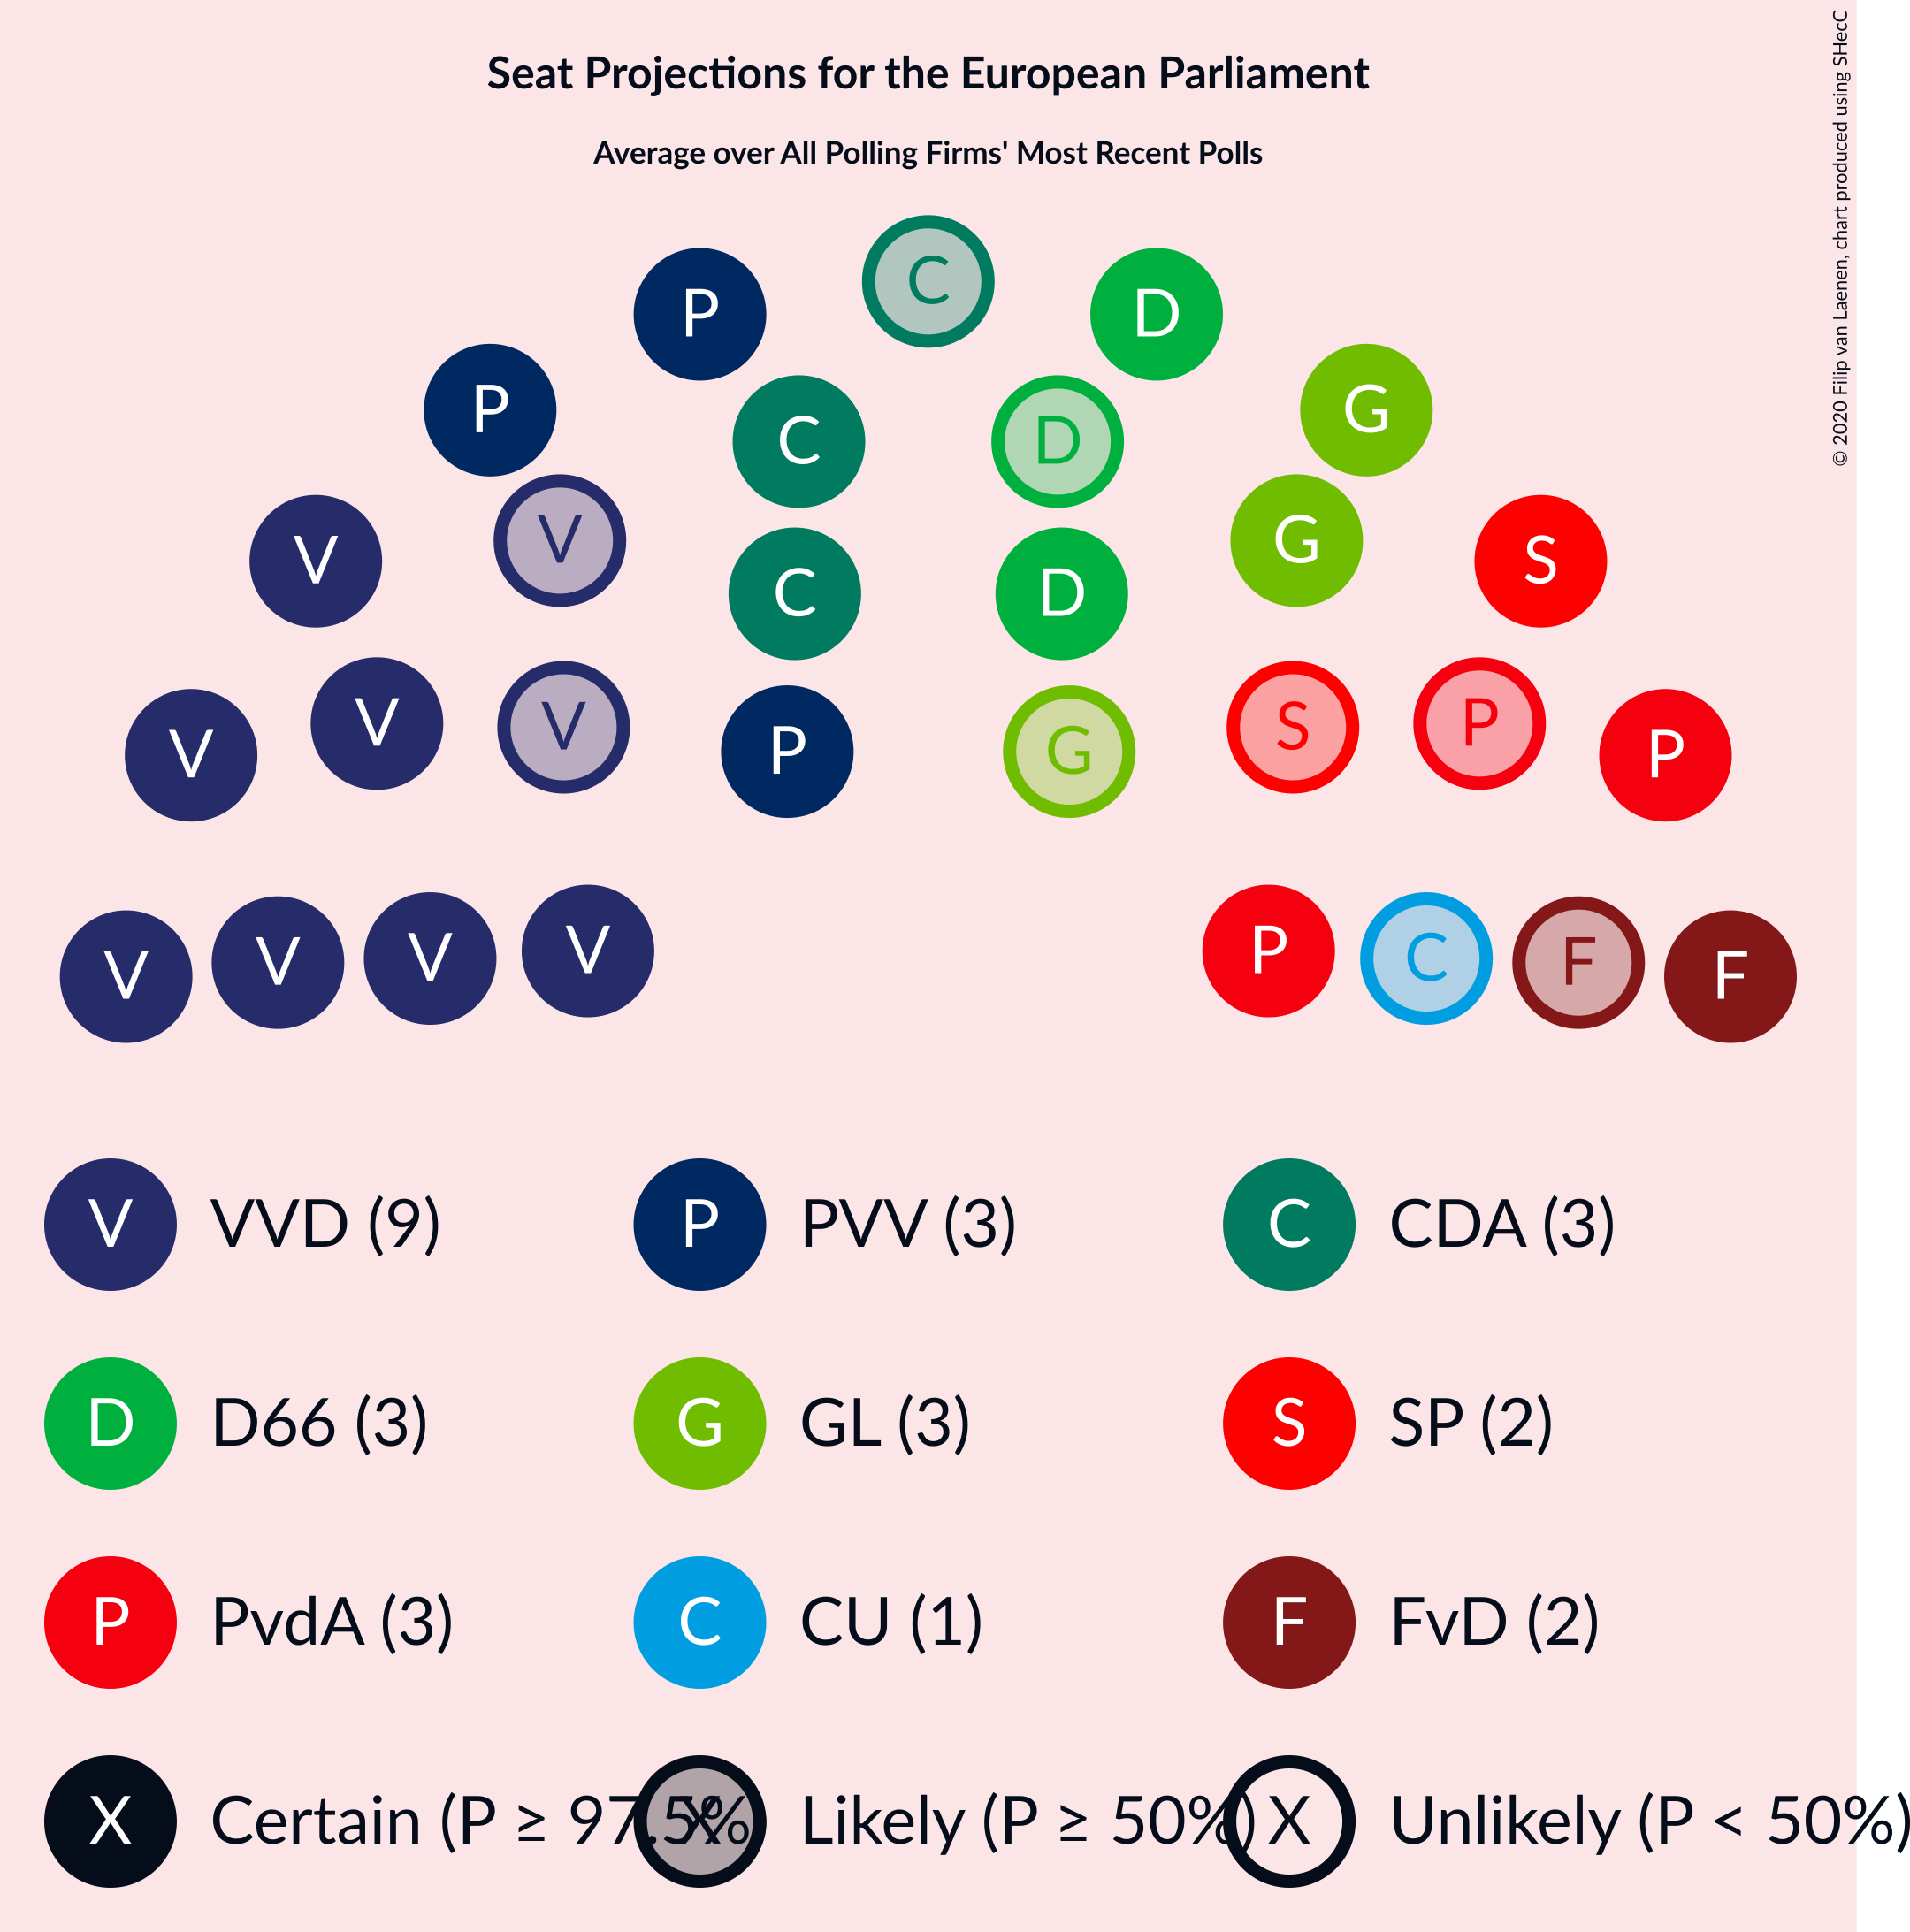 Seat Projections for the European Parliament
Average over All Polling Firms' Most Recent Polls
© 2020 Filip van Laenen, chart produced using SHecC
C
P D
P G
C D
V V G S
C D
V V V P G S P P
V V V V P C F F
V VVD (9) P PVV (3) C CDA (3)
D D66 (3) G GL (3) S SP (2)
P PvdA (3) C CU (1) F FvD (2)
X Certain (P ≥ 97.5% X Likely (P ≥ 50%) X Unlikely (P < 50%)